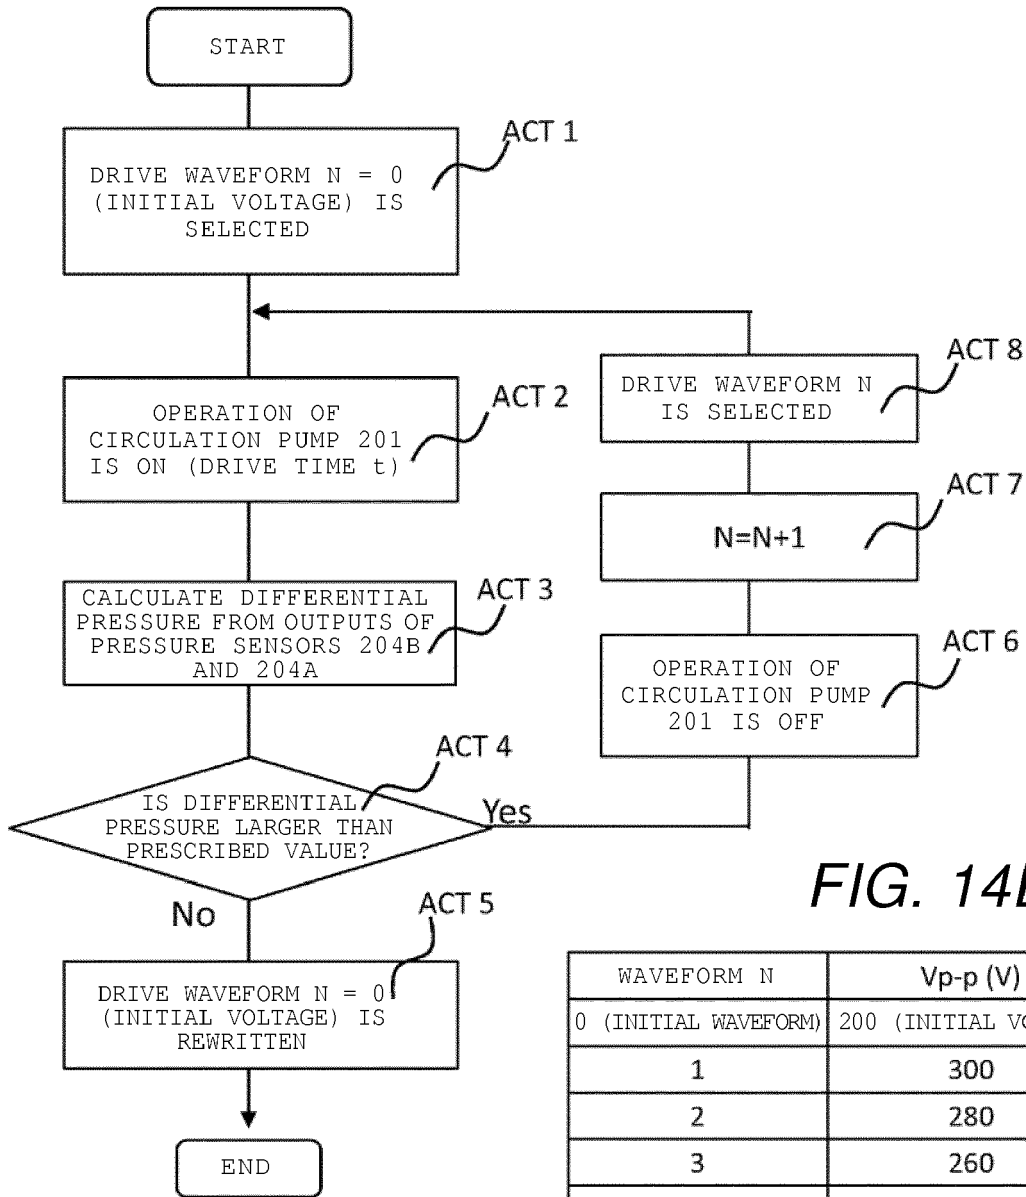 START
ACT 1
DRIVE WAVEFORM N = 0
(INITIAL VOLTAGE) IS
SELECTED
ACT 2
OPERATION OF
CIRCULATION PUMP 201
IS ON (DRIVE TIME t)
ACT 3
CALCULATE DIFFERENTIAL
PRESSURE FROM OUTPUTS OF
PRESSURE SENSORS 204B
AND 204A
ACT 4
IS DIFFERENTIAL
PRESSURE LARGER THAN
PRESCRIBED VALUE?
Yes
No
ACT 5
DRIVE WAVEFORM N = 0
(INITIAL VOLTAGE) IS
REWRITTEN
END
ACT 8
DRIVE WAVEFORM N
IS SELECTED
ACT 7
N=N+1
ACT 6
OPERATION OF
CIRCULATION PUMP
201 IS OFF
FIG.
WAVEFORM N Vp-p (V)
0 (INITIAL WAVEFORM) 200 (INITIAL
1 300
2 280
3 260